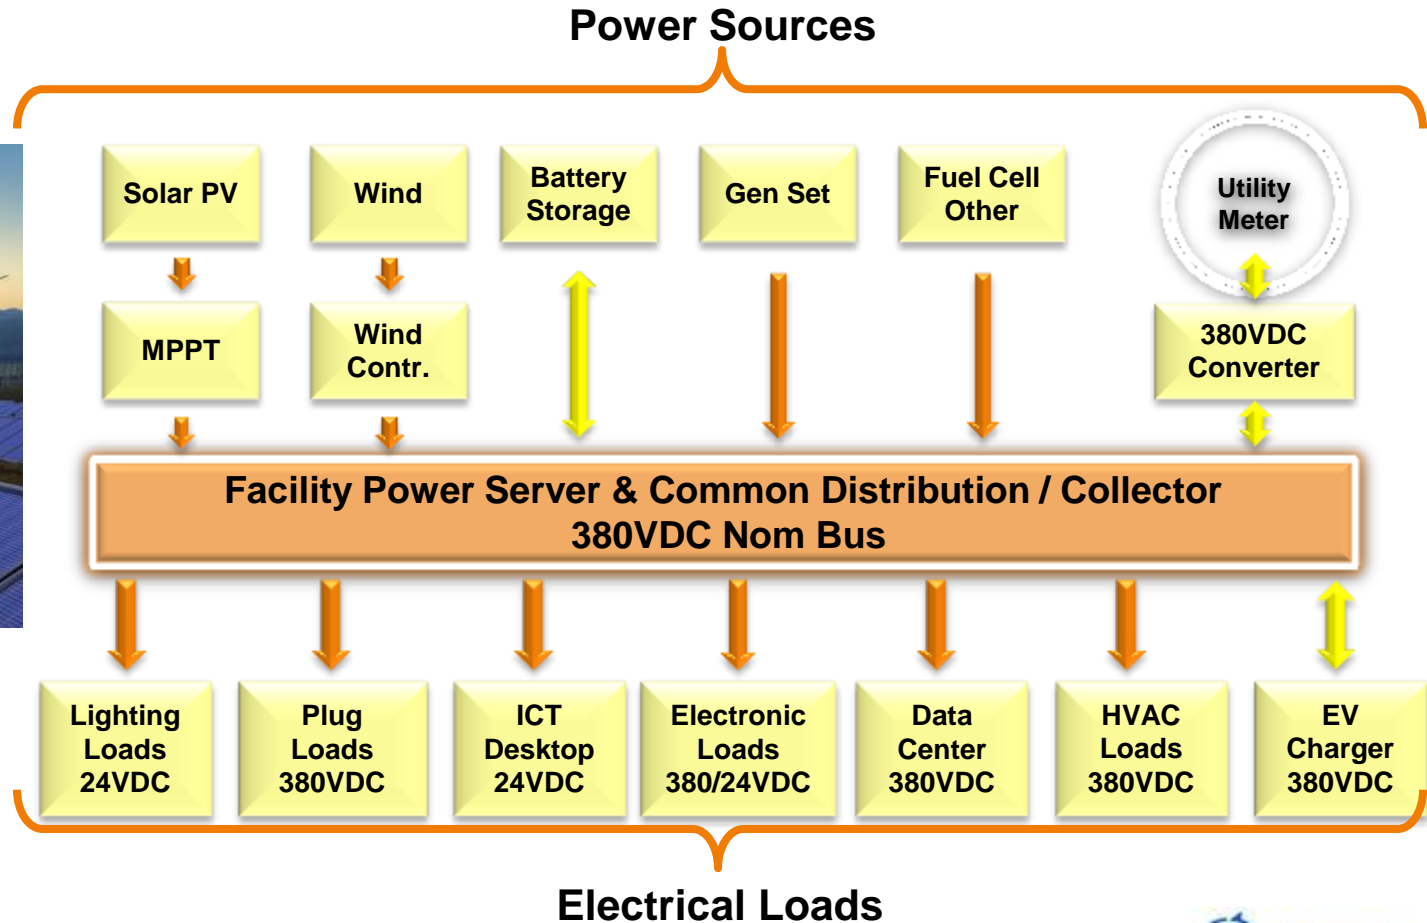 Power Sources
Solar PV
Wind
Battery
Storage
Gen Set
Fuel Cell
Other
Utility
Meter
MPPT
Wind
Contr.
380VDC
Converter
Facility Power Server & Common Distribution / Collector
380VDC Nom Bus
Lighting
Loads
24VDC
Plug
Loads
380VDC
ICT
Desktop
24VDC
Electronic
Loads
380/24VDC
Data
Center
380VDC
HVAC
Loads
380VDC
EV
Charger
380VDC
Electrical Loads